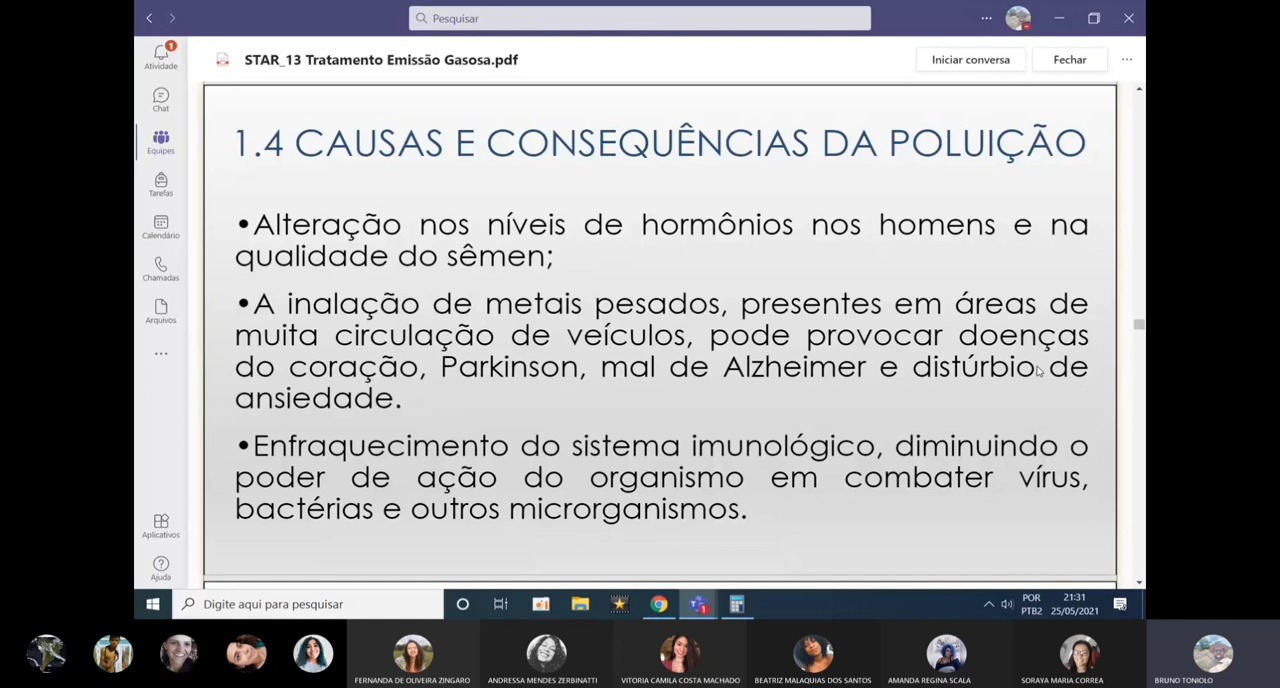 Pesquisar
Atividade
1
Chat
Equipes
Tarefas
Calendário
Chamadas
Arquivos
Aplicativos
Ajuda
STAR_13 Tratamento Emissão Gasosa.pdf
Iniciar conversa
Fechar
1.4 CAUSAS E CONSEQUÊNCIAS DA POLUIÇÃO
•Alteração nos níveis de hormônios nos homens e na
qualidade do sêmen;
•A inalação de metais pesados, presentes em áreas de
muita circulação de veículos, pode provocar doenças
do coração, Parkinson, mal de Alzheimer e distúrbio de
ansiedade.
•Enfraquecimento do sistema imunológico, diminuindo o
poder de ação do organismo em combater vírus,
bactérias e outros microrganismos.
Digite aqui para pesquisar
1
POR
PTB2
21:31
25/05/2021
FERNANDA DE OLIVEIRA ZINGARO
ANDRESSA MENDES ZERBINATTI
VITORIA CAMILA COSTA MACHADO
BEATRIZ MALAQUIAS DOS SANTOS
AMANDA REGINA SCALA
SORAYA MARIA CORREA
BRUNO TONIOLO